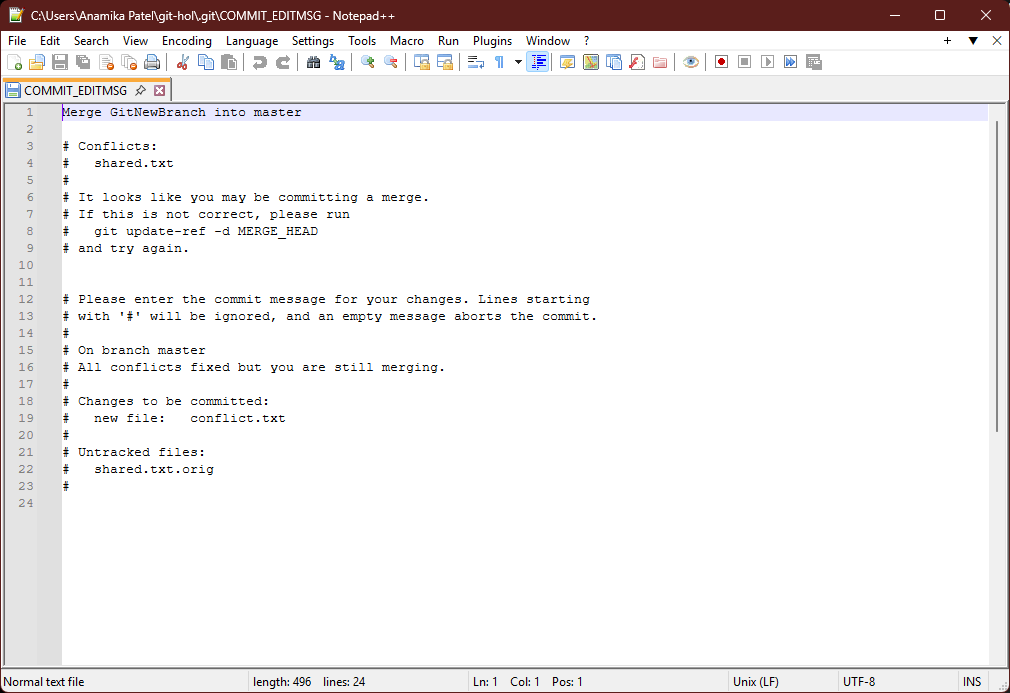 C:\Users\Anamika Patel\git-hol\.git\COMMIT_EDITMSG - Notepad++
File Edit Search View Encoding Language Settings Tools Macro Run Plugins Window ?
COMMIT_EDITMSG
1 Merge GitNewBranch into master
2
3 # Conflicts:
4 #   shared.txt
5 #
6 # It looks like you may be committing a merge.
7 # If this is not correct, please run
8 #   git update-ref -d MERGE_HEAD
9 # and try again.
10
11
12 # Please enter the commit message for your changes. Lines starting
13 # with '#' will be ignored, and an empty message aborts the commit.
14 #
15 # On branch master
16 # All conflicts fixed but you are still merging.
17 #
18 # Changes to be committed:
19 #   new file:   conflict.txt
20 #
21 # Untracked files:
22 #   shared.txt.orig
23 #
24
Normal text file length: 496 lines: 24 Ln: 1 Col: 1 Pos: 1 Unix (LF) UTF-8 INS